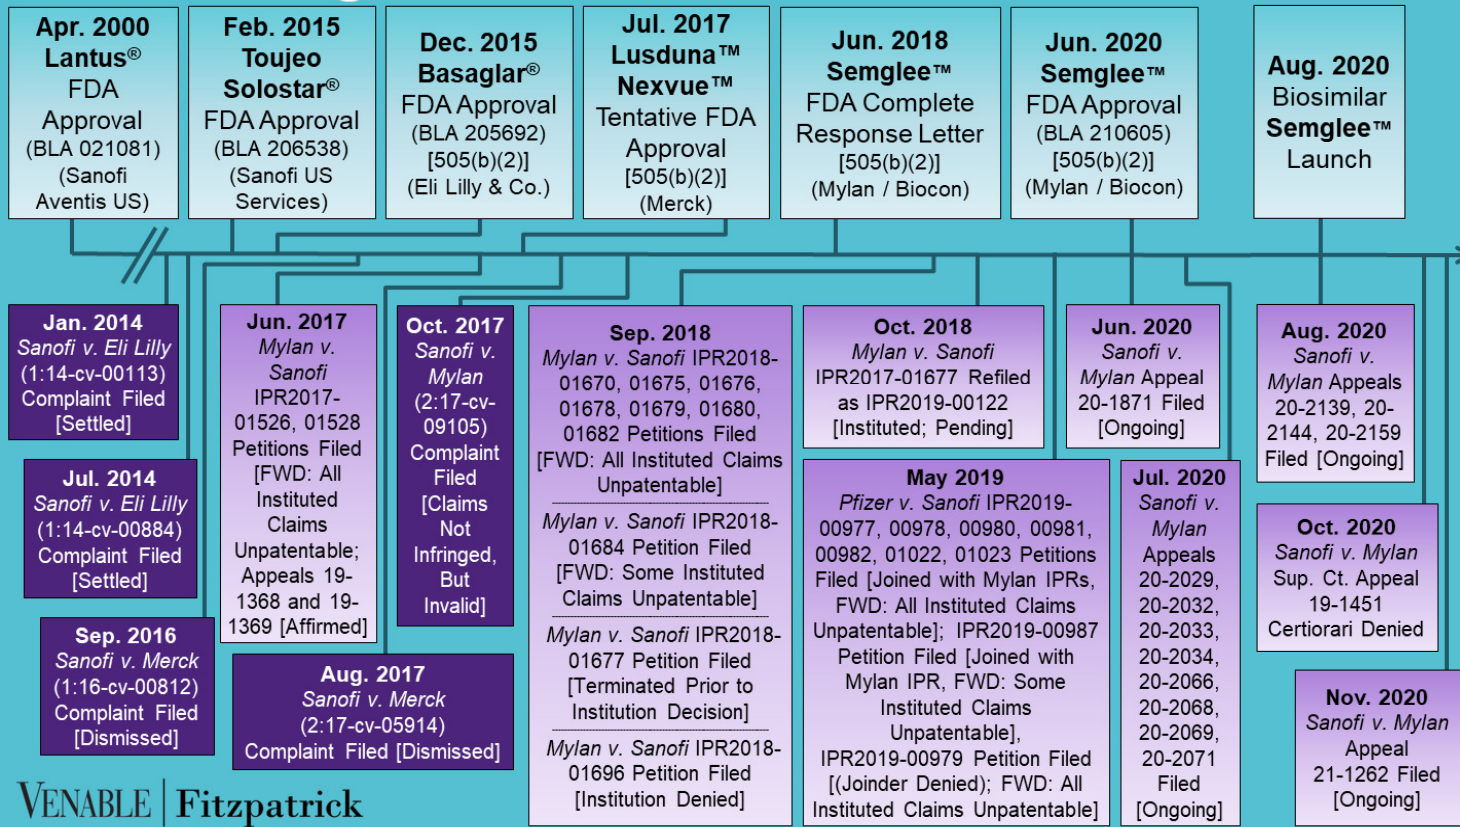 Apr. 2000
Lantus®
FDA
Approval
(BLA 021081)
(Sanofi
Aventis US)
Feb. 2015
Toujeo
Solostar®
FDA Approval
(BLA 206538)
(Sanofi US
Services)
Dec. 2015
Basaglar®
FDA Approval
(BLA 205692)
[505(b)(2)]
(Eli Lilly & Co.)
Jul. 2017
Lusduna™
Nexvue™
Tentative FDA
Approval
[505(b)(2)]
(Merck)
Jun. 2018
Semglee™
FDA Complete
Response Letter
[505(b)(2)]
(Mylan / Biocon)
Jun. 2020
Semglee™
FDA Approval
(BLA 210605)
[505(b)(2)]
(Mylan / Biocon)
Aug. 2020
Biosimilar
Semglee™
Launch
Jan. 2014
Sanofi v. Eli Lilly
(1:14-cv-00113)
Complaint Filed
[Settled]
Jul. 2014
Sanofi v. Eli Lilly
(1:14-cv-00884)
Complaint Filed
[Settled]
Sep. 2016
Sanofi v. Merck
(1:16-cv-00812)
Complaint Filed
[Dismissed]
Jun. 2017
Mylan v.
Sanofi
IPR2017-
01526, 01528
Petitions Filed
[FWD: All
Instituted
Claims
Unpatentable;
Appeals 19-
1368 and 19-
1369 [Affirmed]
Aug. 2017
Sanofi v. Merck
(2:17-cv-05914)
Complaint Filed [Dismissed]
Oct. 2017
Sanofi v.
Mylan
(2:17-cv-
09105)
Complaint
Filed
[Claims
Not
Infringed,
But
Invalid]
Sep. 2018
Mylan v. Sanofi IPR2018-
01670, 01675, 01676,
01678, 01679, 01680,
01682 Petitions Filed
[FWD: All Instituted Claims
Unpatentable]
Mylan v. Sanofi IPR2018-
01684 Petition Filed
[FWD: Some Instituted
Claims Unpatentable]
Mylan v. Sanofi IPR2018-
01677 Petition Filed
[Terminated Prior to
Institution Decision]
Mylan v. Sanofi IPR2018-
01696 Petition Filed
[Institution Denied]
Oct. 2018
Mylan v. Sanofi
IPR2017-01677 Refiled
as IPR2019-00122
[Instituted; Pending]
May 2019
Pfizer v. Sanofi IPR2019-
00977, 00978, 00980, 00981,
00982, 01022, 01023 Petitions
Filed [Joined with Mylan IPRs,
FWD: All Instituted Claims
Unpatentable]; IPR2019-00987
Petition Filed [Joined with
Mylan IPR, FWD: Some
Instituted Claims
Unpatentable],
IPR2019-00979 Petition Filed
[(Joinder Denied); FWD: All
Instituted Claims Unpatentable]
Jun. 2020
Sanofi v.
Mylan Appeal
20-1871 Filed
[Ongoing]
Jul. 2020
Sanofi v.
Mylan
Appeals
20-2029,
20-2032,
20-2033,
20-2034,
20-2066,
20-2068,
20-2069,
20-2071
Filed
[Ongoing]
Aug. 2020
Sanofi v.
Mylan Appeals
20-2139, 20-
2144, 20-2159
Filed [Ongoing]
Oct. 2020
Sanofi v. Mylan
Sup. Ct. Appeal
19-1451
Certiorari Denied
Nov. 2020
Sanofi v. Mylan
Appeal
21-1262 Filed
[Ongoing]
VENABLE | Fitzpatrick